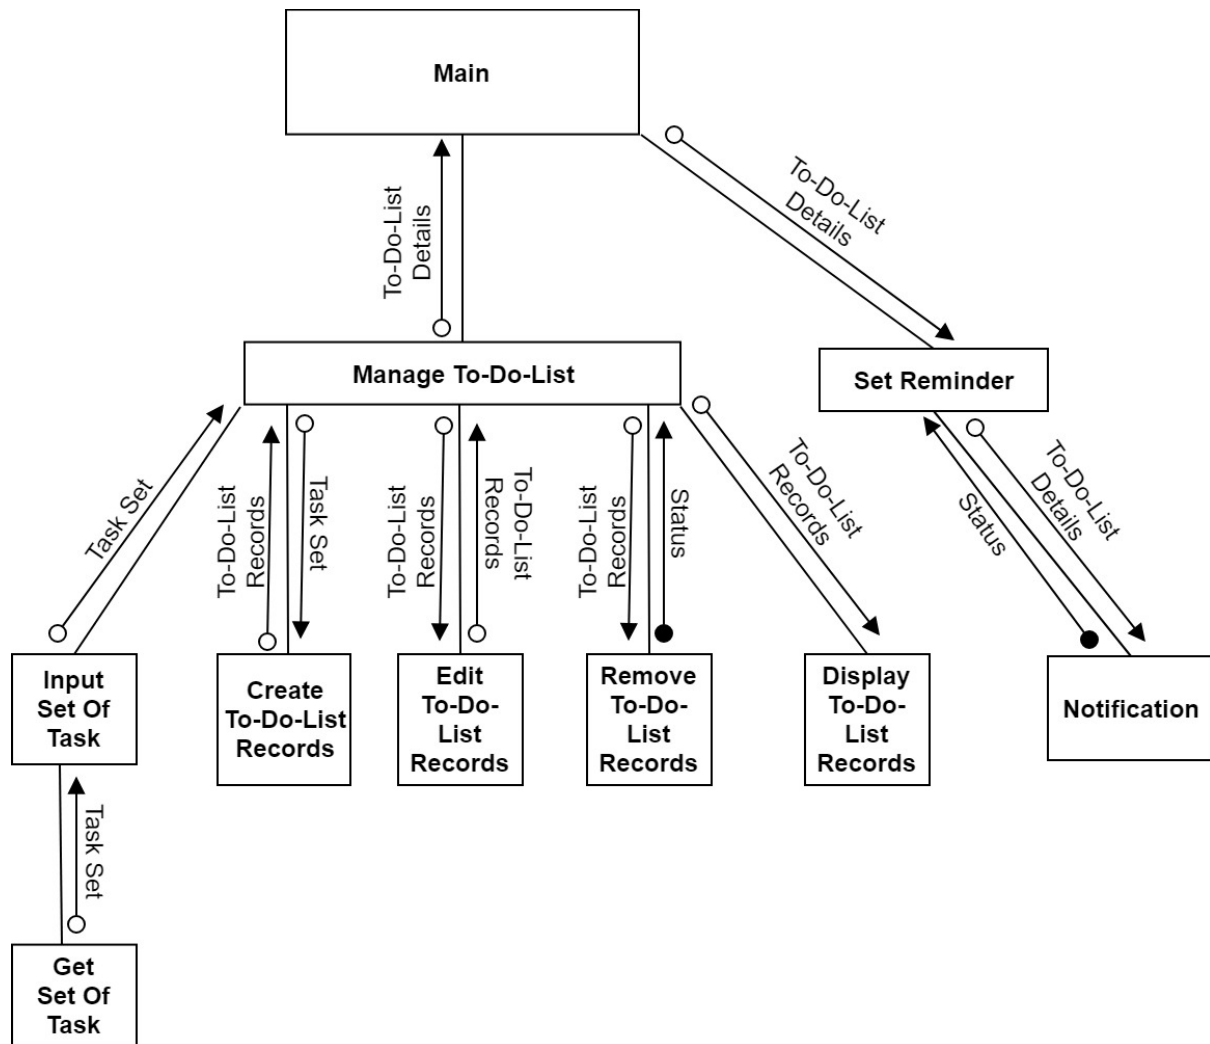 Main
To-Do-List
Details
To-Do-List
Details
Manage To-Do-List
Set Reminder
Task Set
To-Do-List
Records
Task Set
To-Do-List
Records
To-Do-List
Records
To-Do-List
Records
Status
To-Do-List
Records
Status
To-Do-List
Details
Input
Set Of
Task
Create
To-Do-List
Records
Edit
To-Do-
List
Records
Remove
To-Do-
List
Records
Display
To-Do-
List
Records
Notification
Task Set
Get
Set Of
Task